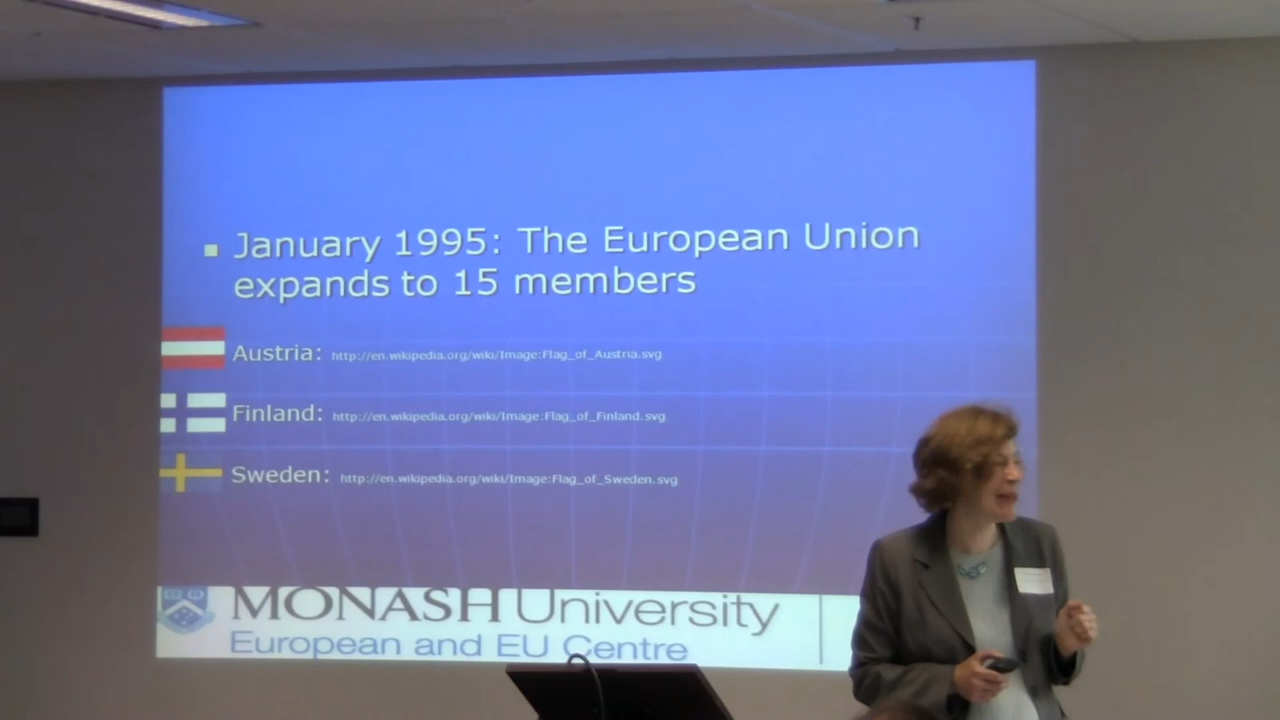 January 1995: The European Union
expands to 15 members
Austria: http://en.wikipedia.org/wiki/Image:Flag_of_Austria.svg
Finland: http://en.wikipedia.org/wiki/Image:Flag_of_Finland.svg
Sweden: http://en.wikipedia.org/wiki/Image:Flag_of_Sweden.svg
MONASH University
European and EU Centre